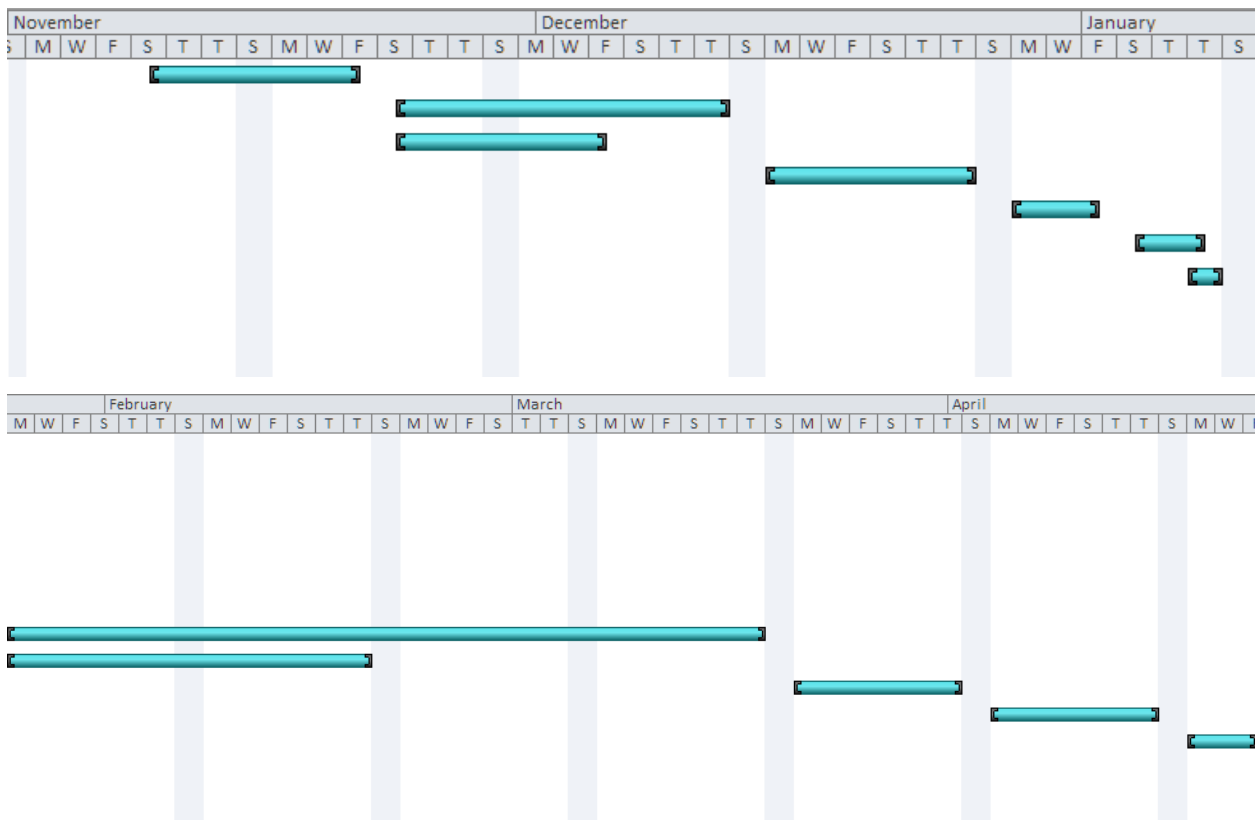 November December January
S M W F S T T S M W F S T T S M W F S T T S M W F S T T S M W F S T T S
February March April
M W F S T T S M W F S T T S M W F S T T S M W F S T T S M W F S T T S M W F S T T S M W